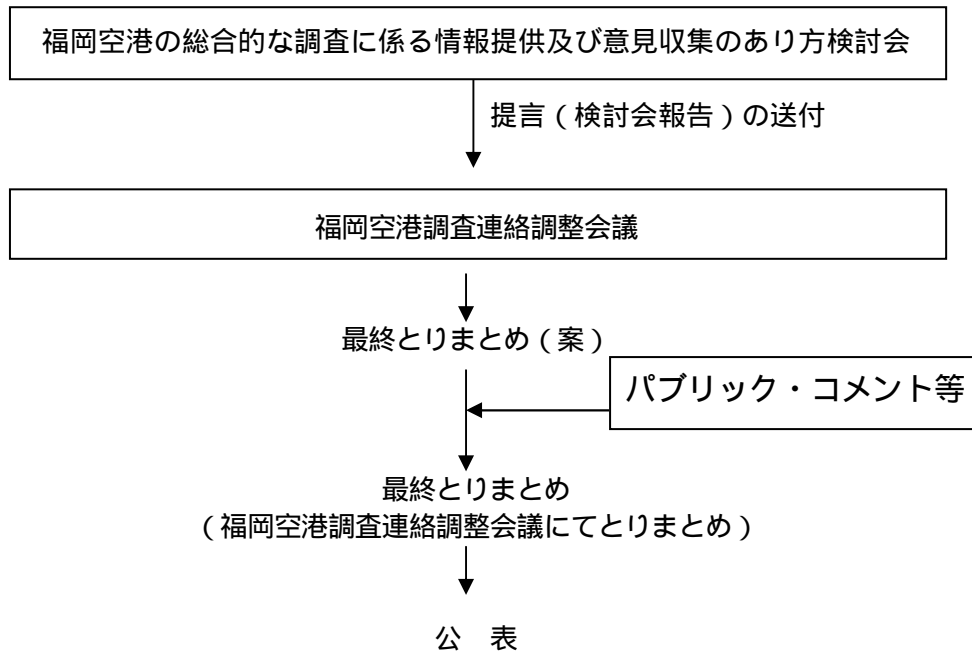 福岡空港の総合的な調査に係る情報提供及び意見収集のあり方検討会
提言（検討会報告）の送付
福岡空港調査連絡調整会議
最終とりまとめ（案）
パブリック・コメント等
最終とりまとめ
（福岡空港調査連絡調整会議にてとりまとめ）
公　表